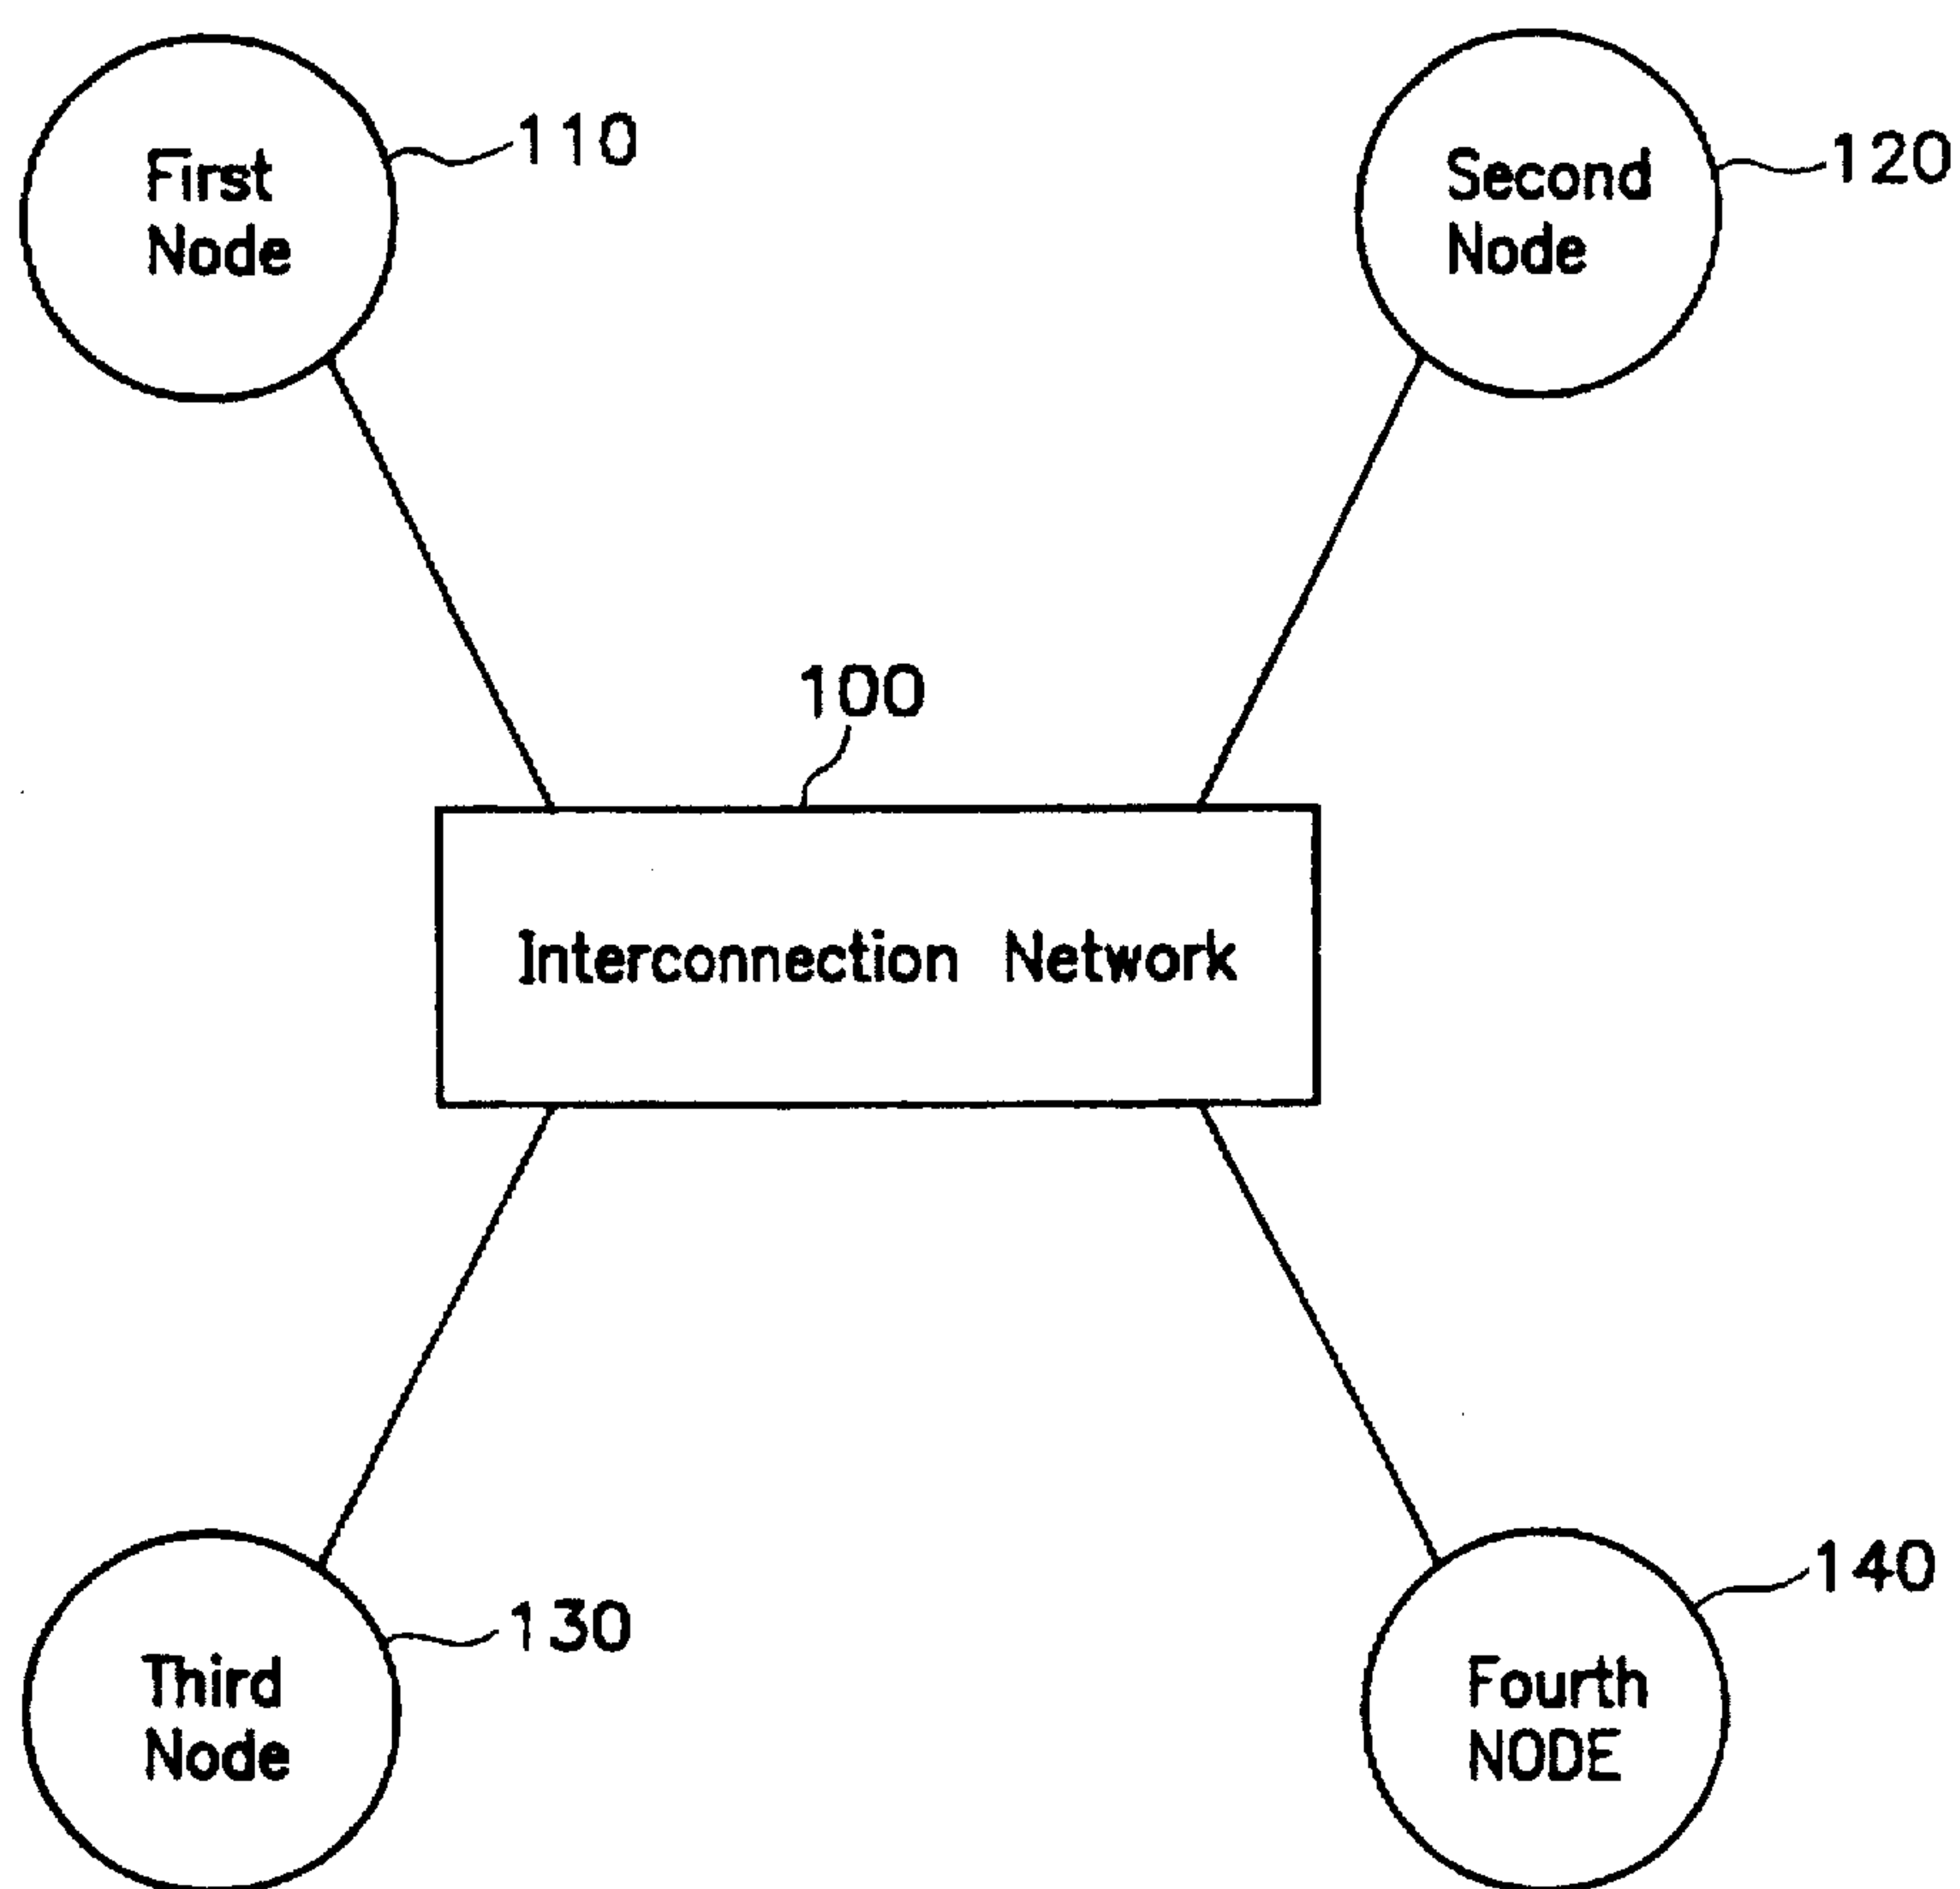 110
First
Node
120
Second
Node
100
Interconnection Network
130
Third
Node
140
Fourth
NODE